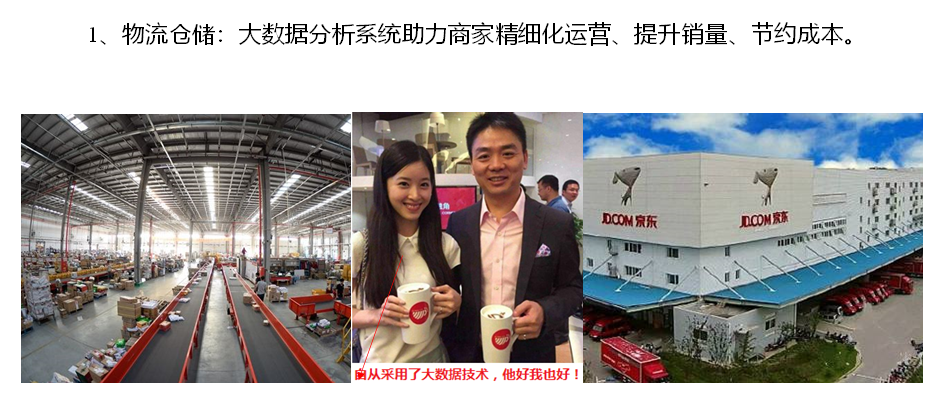 1、物流仓储：大数据分析系统助力商家精细化运营、提升销量、节约成本。
JD.COM 京东
JD.COM 京东
自从采用了大数据技术，他好我也好！